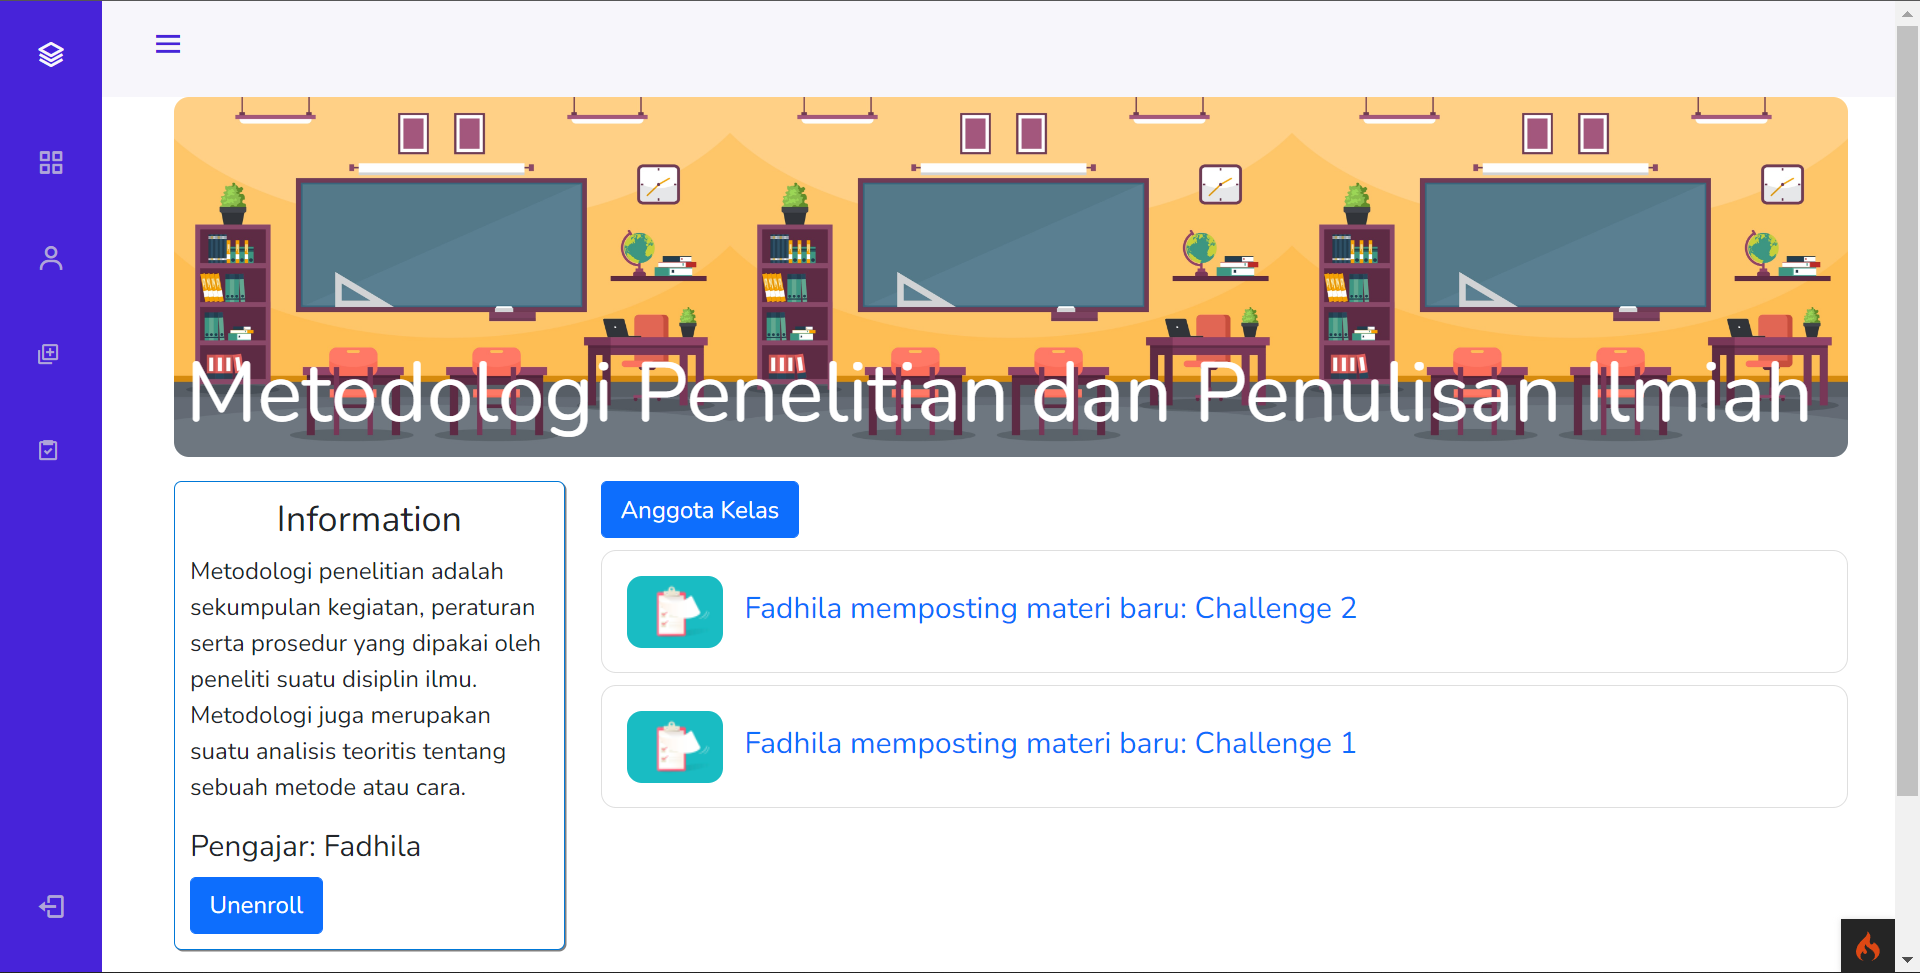 Metodologi Penelitian dan Penulisan Ilmiah
Information
Metodologi penelitian adalah
sekumpulan kegiatan, peraturan
serta prosedur yang dipakai oleh
peneliti suatu disiplin ilmu.
Metodologi juga merupakan
suatu analisis teoritis tentang
sebuah metode atau cara.
Pengajar: Fadhila
Unenroll
Anggota Kelas
Fadhila memposting materi baru: Challenge 2
Fadhila memposting materi baru: Challenge 1